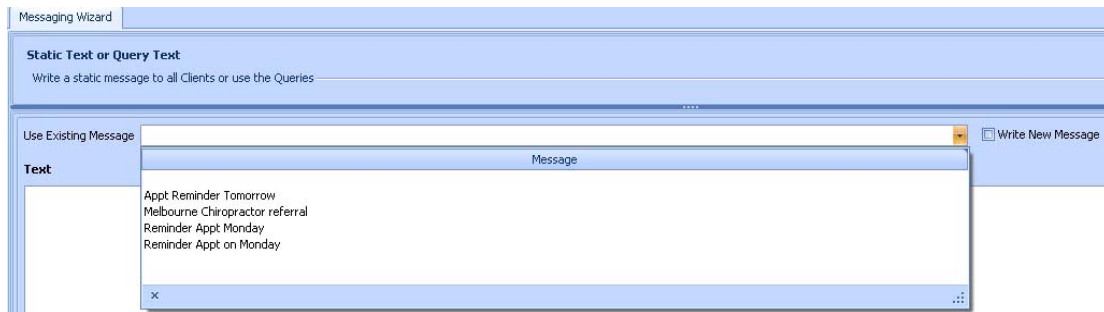 Messaging Wizard
Static Text or Query Text
Write a static message to all Clients or use the Queries
Use Existing Message
Write New Message
Message
Text
Appt Reminder Tomorrow
Melbourne Chiropractor referral
Reminder Appt Monday
Reminder Appt on Monday